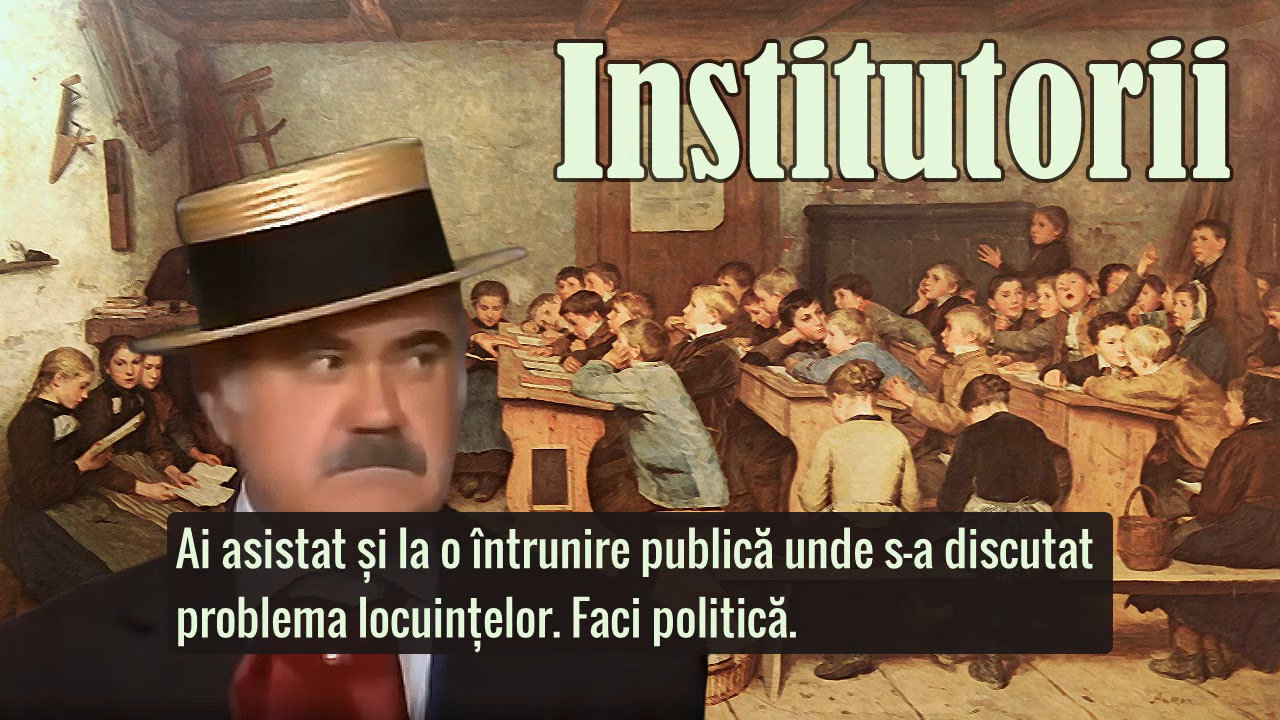 Institutorii
Ai asistat și la o întrunire publică unde s-a discutat
problema locuințelor. Faci politică.